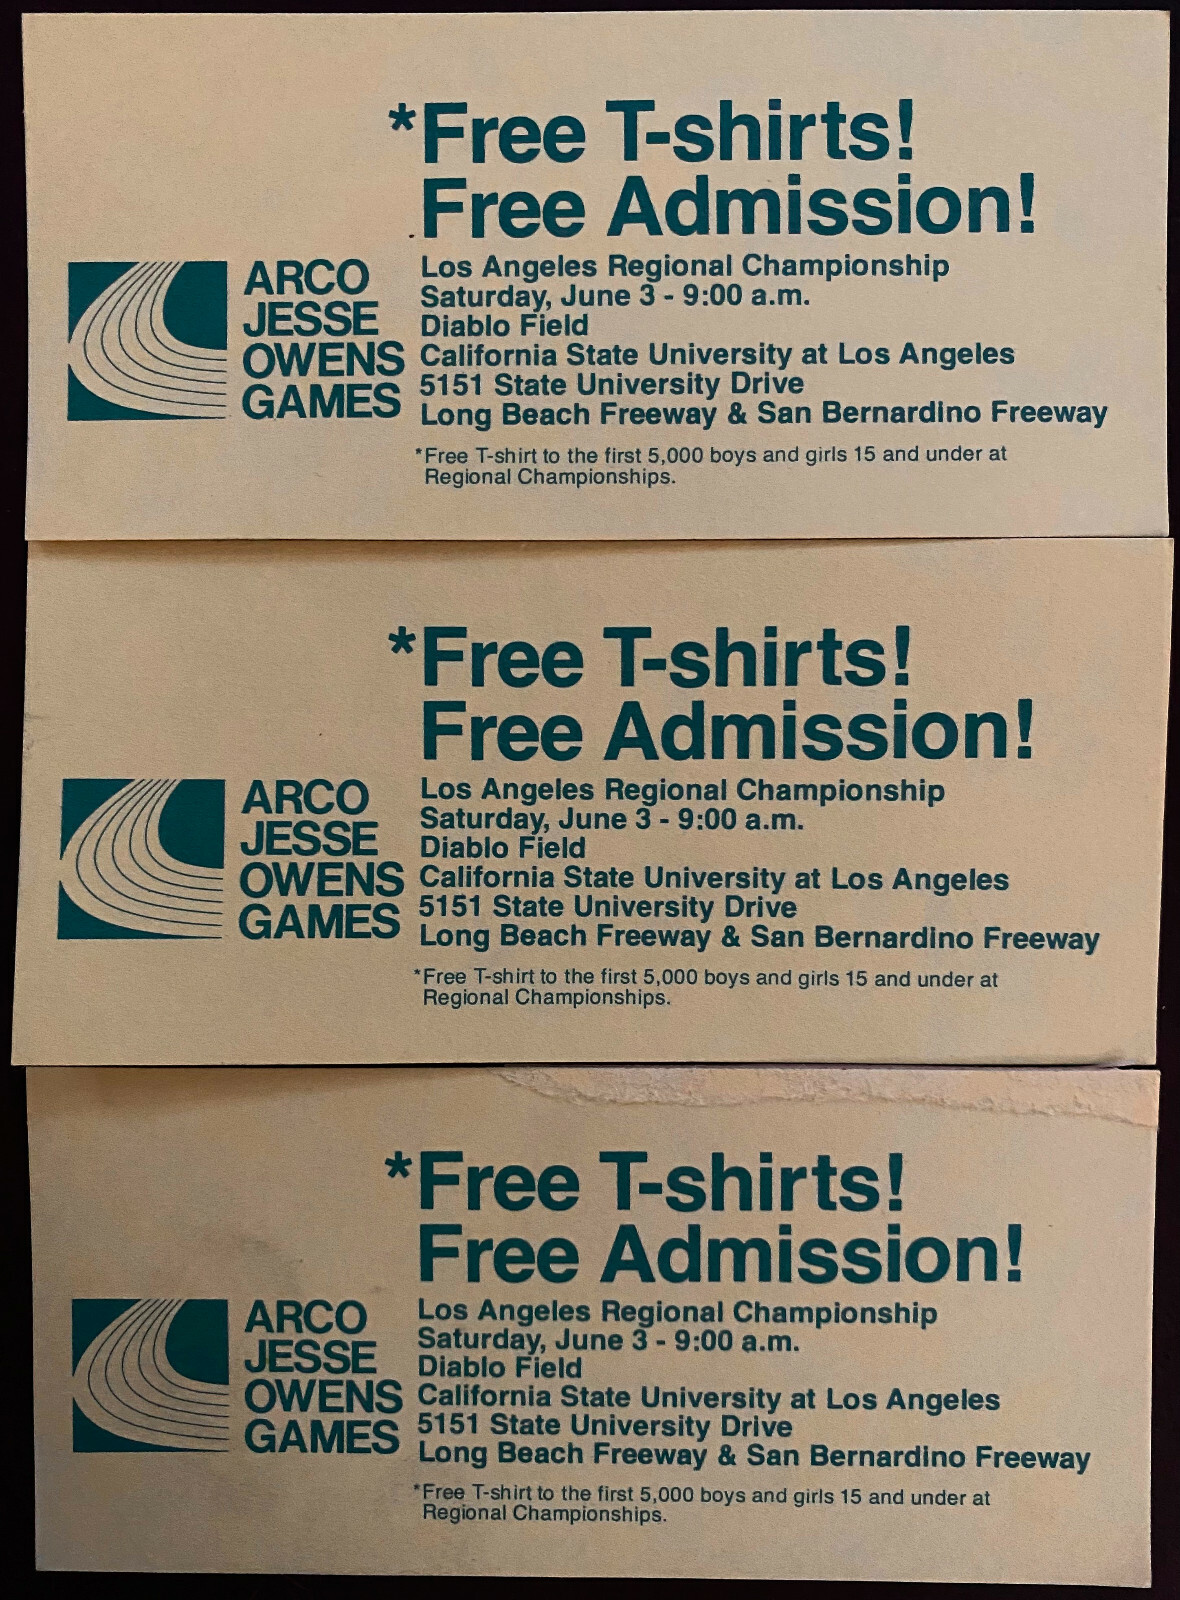 *Free T-shirts!
Free Admission!
ARCO
JESSE
OWENS
GAMES
Los Angeles Regional Championship
Saturday, June 3 - 9:00 a.m.
Diablo Field
California State University at Los Angeles
5151 State University Drive
Long Beach Freeway & San Bernardino Freeway
*Free T-shirt to the first 5,000 boys and girls 15 and under at
Regional Championships.
*Free T-shirts!
Free Admission!
ARCO
JESSE
OWENS
GAMES
Los Angeles Regional Championship
Saturday, June 3 - 9:00 a.m.
Diablo Field
California State University at Los Angeles
5151 State University Drive
Long Beach Freeway & San Bernardino Freeway
*Free T-shirt to the first 5,000 boys and girls 15 and under at
Regional Championships.
*Free T-shirts!
Free Admission!
ARCO
JESSE
OWENS
GAMES
Los Angeles Regional Championship
Saturday, June 3 - 9:00 a.m.
Diablo Field
California State University at Los Angeles
5151 State University Drive
Long Beach Freeway & San Bernardino Freeway
*Free T-shirt to the first 5,000 boys and girls 15 and under at
Regional Championships.